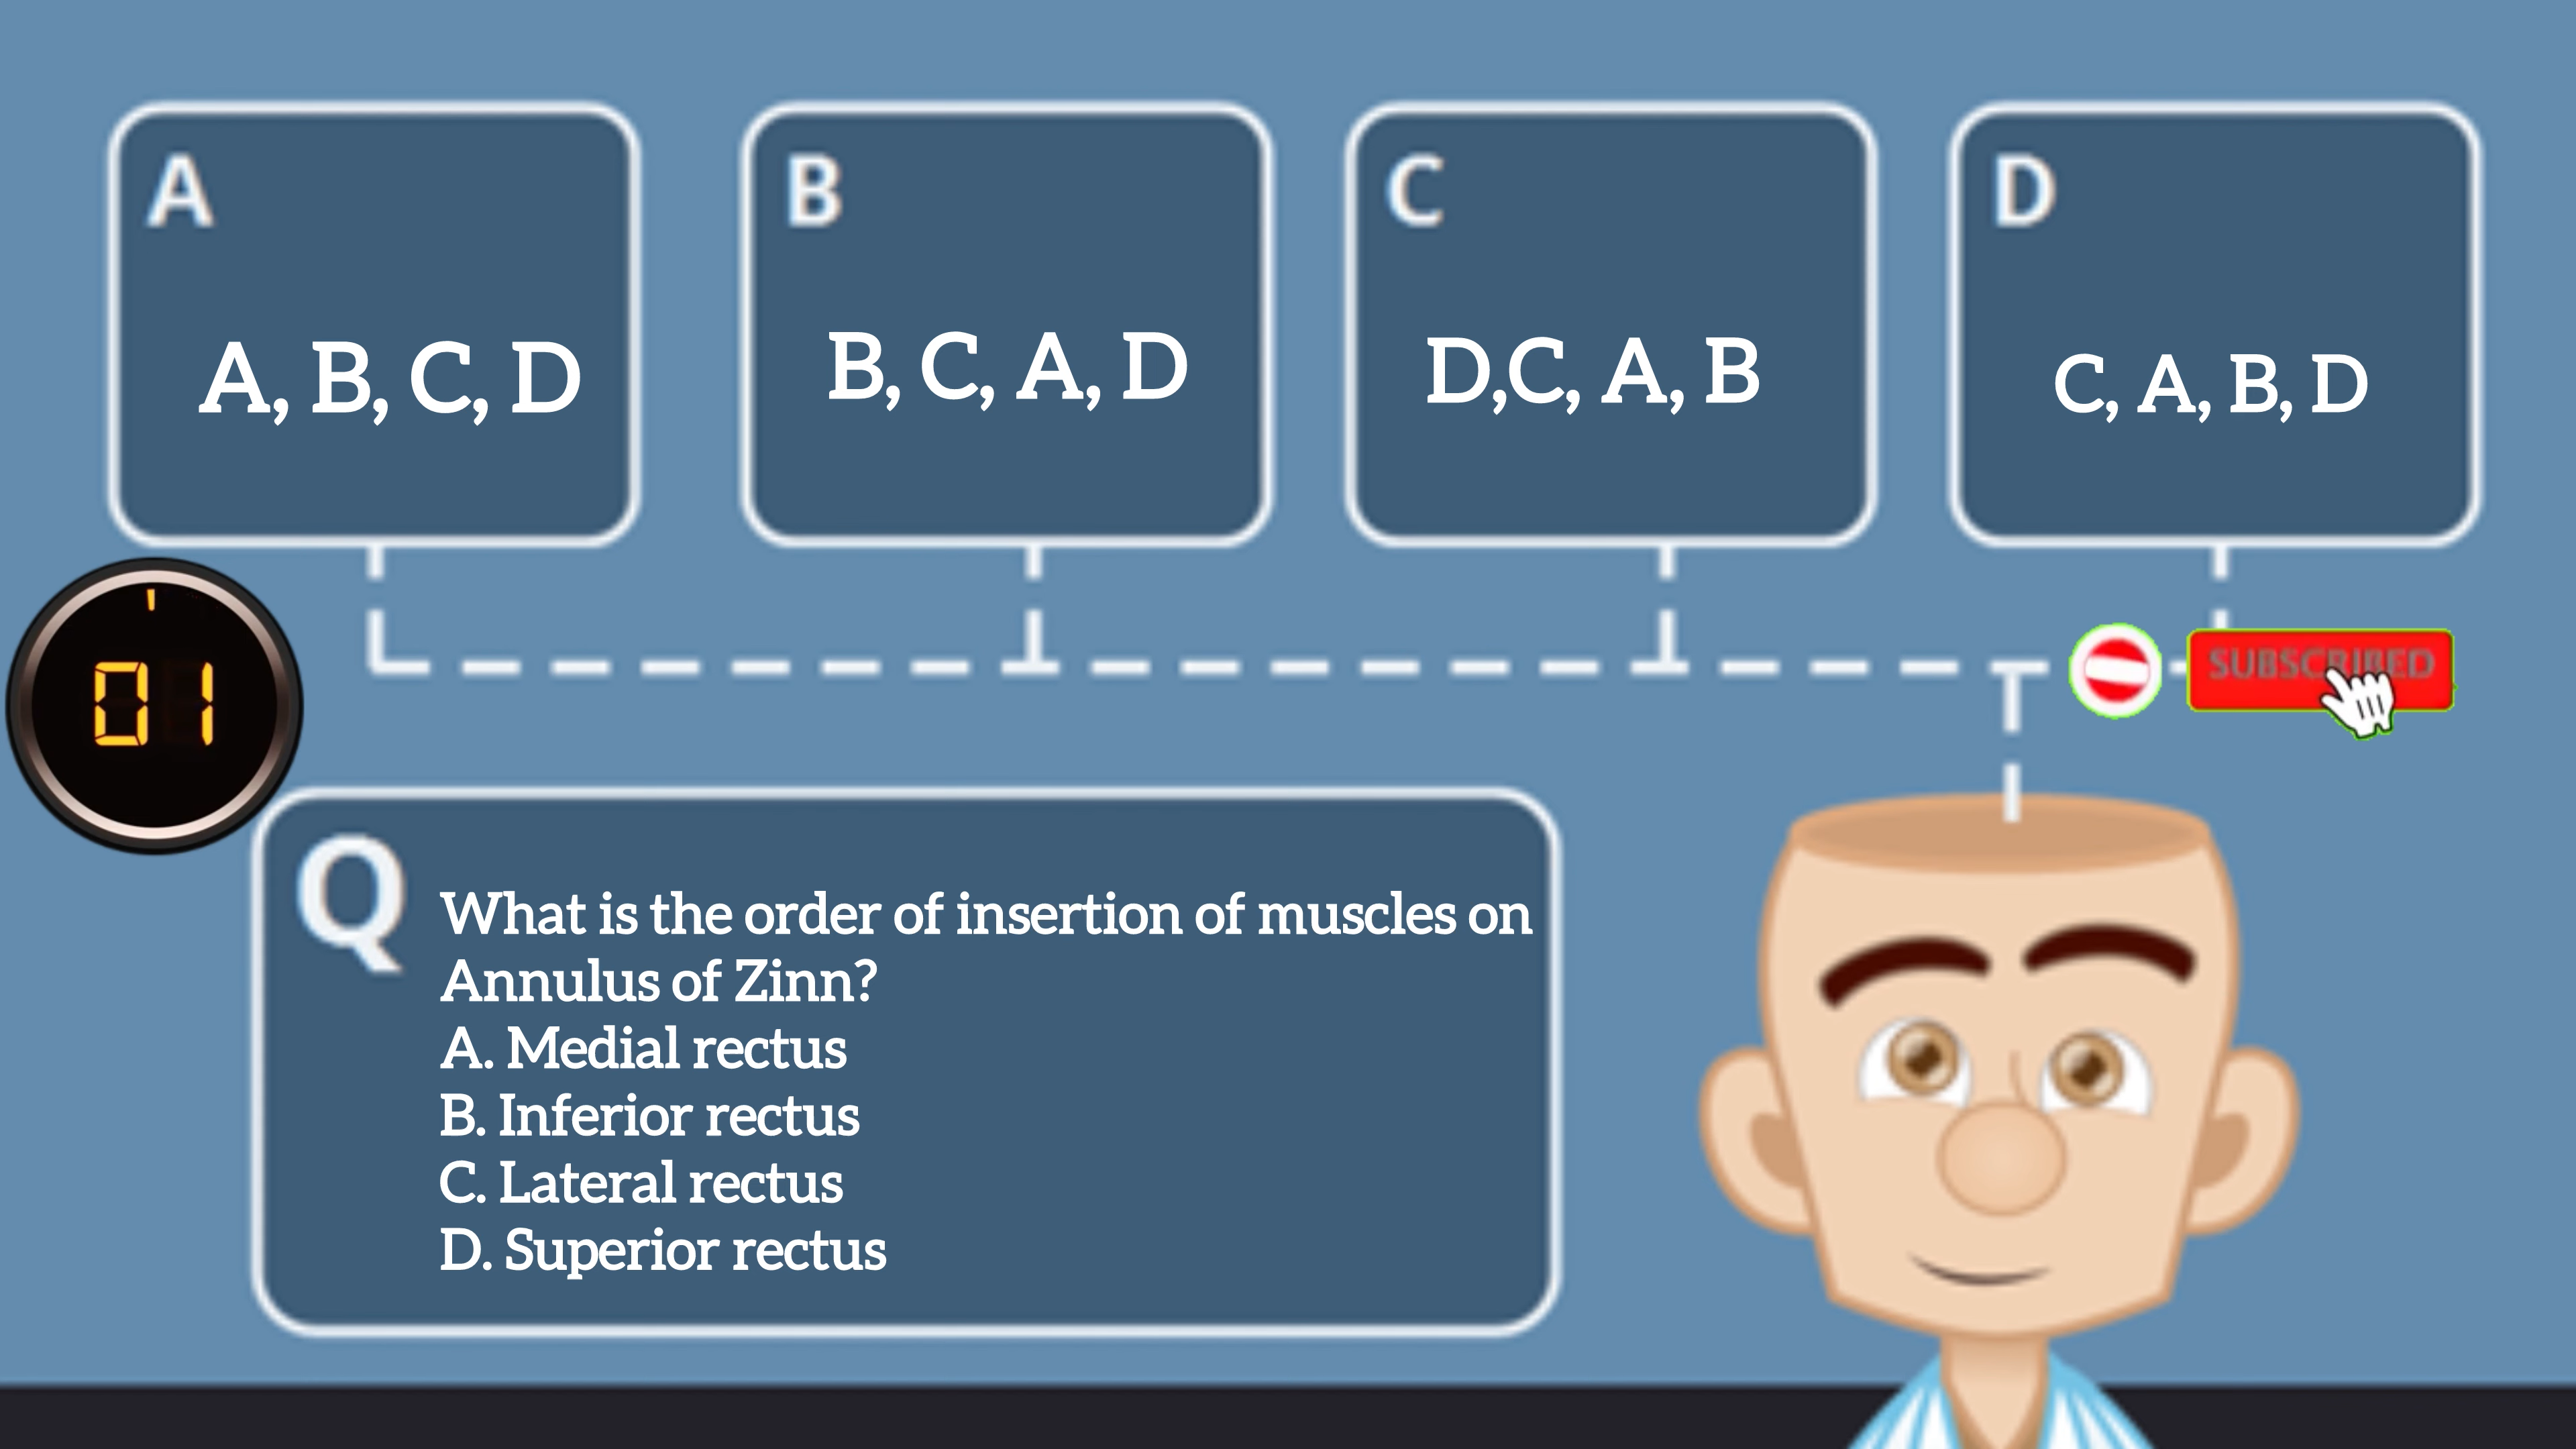 A
B
C
D
A, B, C, D
B, C, A, D
D,C, A, B
C, A, B, D
01
SUBSCRIBED
Q
What is the order of insertion of muscles on
Annulus of Zinn?
A. Medial rectus
B. Inferior rectus
C. Lateral rectus
D. Superior rectus